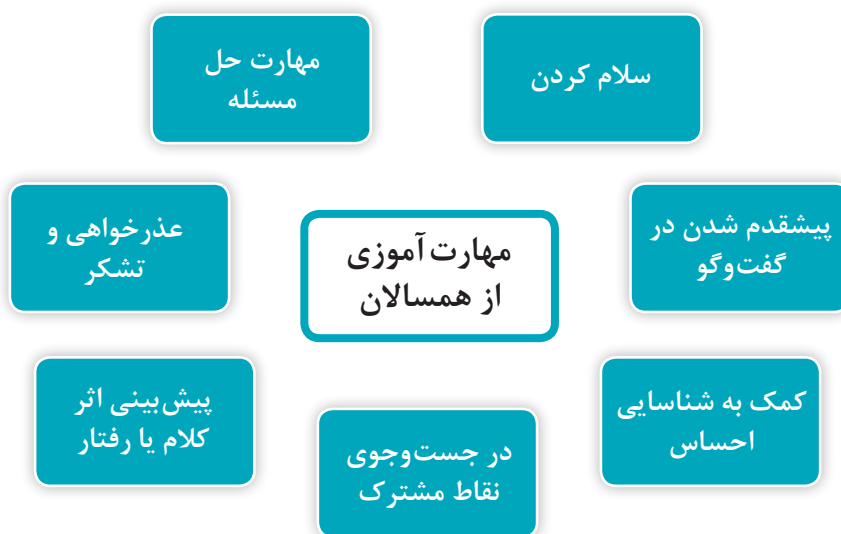 سلام کردن
مهارت حل
مسئله
پیشقدم شدن در
گفت‌وگو
مهارت‌آموزی
از همسالان
عذرخواهی و
تشکر
کمک به شناسایی
احساس
در جست‌وجوی
نقاط مشترک
پیش‌بینی اثر
کلام یا رفتار